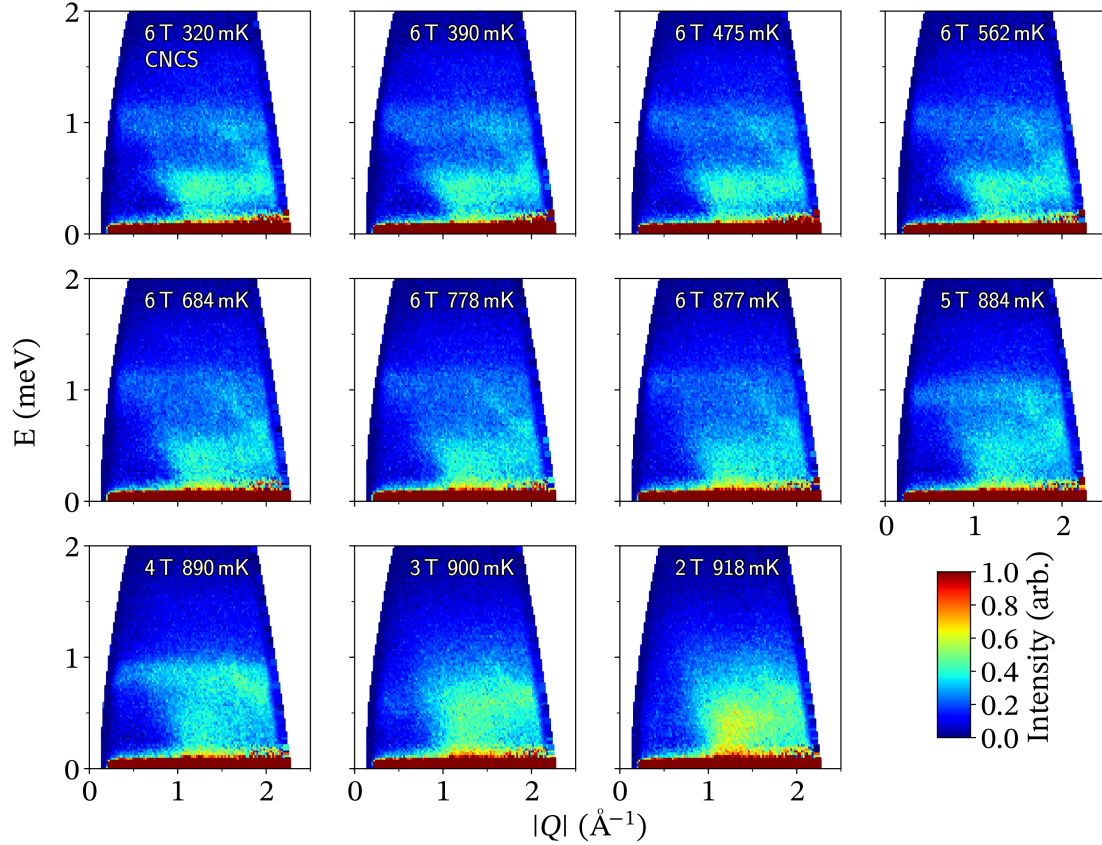 6 T 320 mK
CNCS
6 T 390 mK
6 T 475 mK
6 T 562 mK
2
1
0
0
1
2
6 T 684 mK
6 T 778 mK
6 T 877 mK
5 T 884 mK
2
1
0
0
1
2
E (meV)
4 T 890 mK
3 T 900 mK
2 T 918 mK
2
1
0
0
1
2
0
1
2
0
1
2
|Q| (Å⁻¹)
1.0
0.8
0.6
0.4
0.2
0.0
Intensity (arb.)